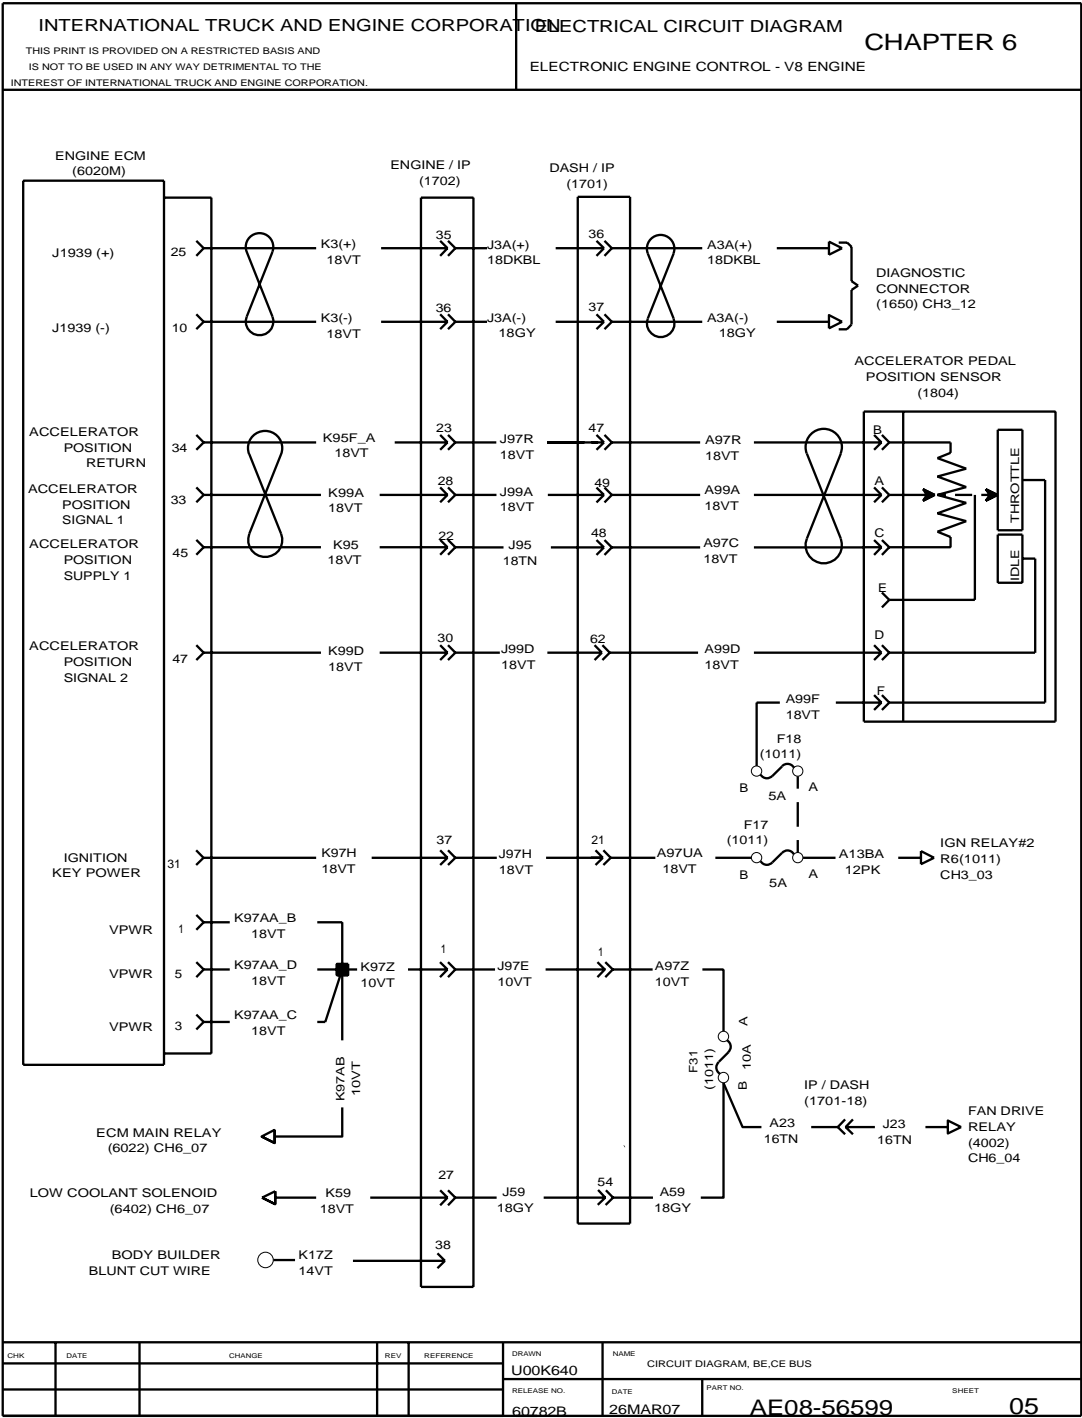 INTERNATIONAL TRUCK AND ENGINE CORPORATION
THIS PRINT IS PROVIDED ON A RESTRICTED BASIS AND
IS NOT TO BE USED IN ANY WAY DETRIMENTAL TO THE
INTEREST OF INTERNATIONAL TRUCK AND ENGINE CORPORATION.
ELECTRICAL CIRCUIT DIAGRAM
CHAPTER 6
ELECTRONIC ENGINE CONTROL - V8 ENGINE
ENGINE ECM
(6020M)
ENGINE / IP
(1702)
DASH / IP
(1701)
J1939 (+)
25
K3(+)
18VT
35
J3A(+)
18DKBL
36
A3A(+)
18DKBL
DIAGNOSTIC
CONNECTOR
(1650) CH3_12
J1939 (-)
10
K3(-)
18VT
36
J3A(-)
18GY
37
A3A(-)
18GY
ACCELERATOR PEDAL
POSITION SENSOR
(1804)
ACCELERATOR
POSITION
RETURN
34
K95F_A
18VT
23
J97R
18VT
47
A97R
18VT
B
ACCELERATOR
POSITION
SIGNAL 1
33
K99A
18VT
28
J99A
18VT
49
A99A
18VT
A
THROTTLE
ACCELERATOR
POSITION
SUPPLY 1
45
K95
18VT
22
J95
18TN
48
A97C
18VT
C
IDLE
E
ACCELERATOR
POSITION
SIGNAL 2
47
K99D
18VT
30
J99D
18VT
62
A99D
18VT
D
F
A99F
18VT
F18
(1011)
B
A
5A
F17
(1011)
IGNITION
KEY POWER
31
K97H
18VT
37
J97H
18VT
21
A97UA
18VT
B
5A
A
A13BA
12PK
IGN RELAY#2
R6(1011)
CH3_03
VPWR
1
K97AA_B
18VT
VPWR
5
K97AA_D
18VT
K97Z
10VT
1
J97E
10VT
1
A97Z
10VT
VPWR
3
K97AA_C
18VT
K97AB
10VT
F31
(1011)
A
10A
B
IP / DASH
(1701-18)
A23
16TN
J23
16TN
FAN DRIVE
RELAY
(4002)
CH6_04
ECM MAIN RELAY
(6022) CH6_07
LOW COOLANT SOLENOID
(6402) CH6_07
K59
18VT
27
J59
18GY
54
A59
18GY
BODY BUILDER
BLUNT CUT WIRE
K17Z
14VT
38
CHK
DATE
CHANGE
REV
REFERENCE
DRAWN
U00K640
NAME
CIRCUIT DIAGRAM, BE,CE BUS
RELEASE NO.
60782B
DATE
26MAR07
PART NO.
AE08-56599
SHEET
05